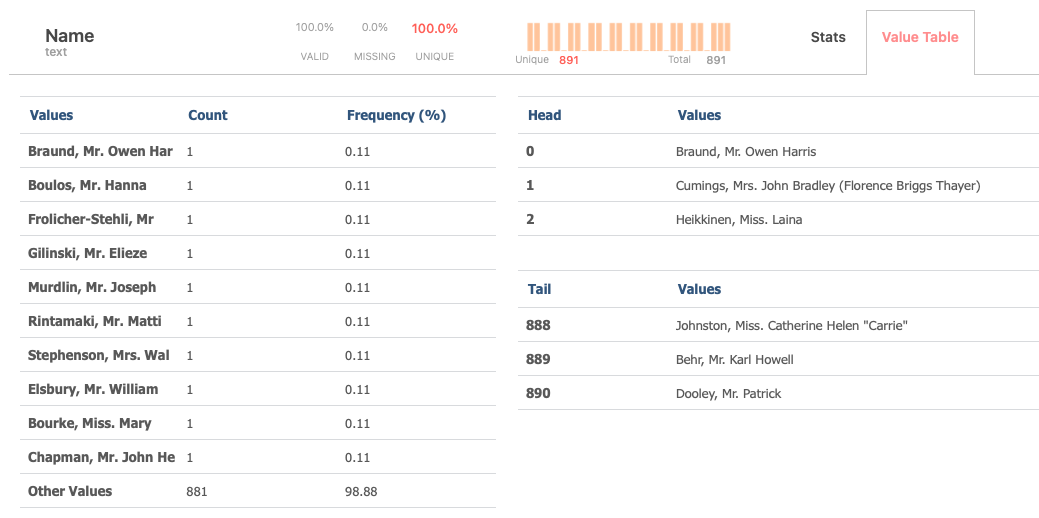 Name
text
100.0% 0.0% 100.0%
VALID MISSING UNIQUE
Unique 891 Total 891
Stats Value Table
Values Count Frequency (%)
Braund, Mr. Owen Har 1 0.11
Boulos, Mr. Hanna 1 0.11
Frolicher-Stehli, Mr 1 0.11
Gilinski, Mr. Elieze 1 0.11
Murdlin, Mr. Joseph 1 0.11
Rintamaki, Mr. Matti 1 0.11
Stephenson, Mrs. Wal 1 0.11
Elsbury, Mr. William 1 0.11
Bourke, Miss. Mary 1 0.11
Chapman, Mr. John He 1 0.11
Other Values 881 98.88
Head Values
0 Braund, Mr. Owen Harris
1 Cumings, Mrs. John Bradley (Florence Briggs Thayer)
2 Heikkinen, Miss. Laina
Tail Values
888 Johnston, Miss. Catherine Helen "Carrie"
889 Behr, Mr. Karl Howell
890 Dooley, Mr. Patrick